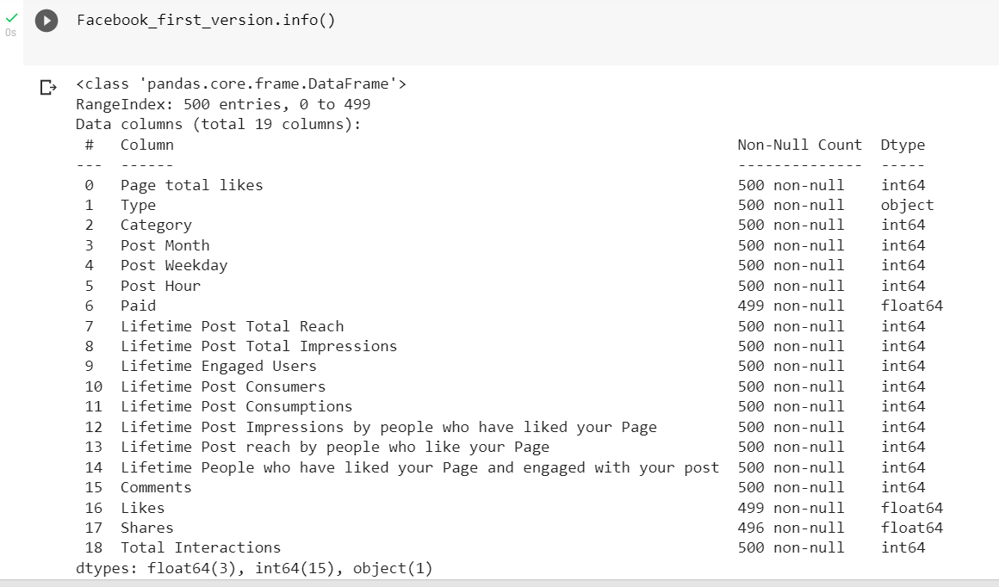 Facebook_first_version.info()
0s
<class 'pandas.core.frame.DataFrame'>
RangeIndex: 500 entries, 0 to 499
Data columns (total 19 columns):
#   Column   Non-Null Count   Dtype
---  ------   --------------   -----
0   Page total likes   500 non-null   int64
1   Type   500 non-null   object
2   Category   500 non-null   int64
3   Post Month   500 non-null   int64
4   Post Weekday   500 non-null   int64
5   Post Hour   500 non-null   int64
6   Paid   499 non-null   float64
7   Lifetime Post Total Reach   500 non-null   int64
8   Lifetime Post Total Impressions   500 non-null   int64
9   Lifetime Engaged Users   500 non-null   int64
10   Lifetime Post Consumers   500 non-null   int64
11   Lifetime Post Consumptions   500 non-null   int64
12   Lifetime Post Impressions by people who have liked your Page   500 non-null   int64
13   Lifetime Post reach by people who like your Page   500 non-null   int64
14   Lifetime People who have liked your Page and engaged with your post   500 non-null   int64
15   Comments   500 non-null   int64
16   Likes   499 non-null   float64
17   Shares   496 non-null   float64
18   Total Interactions   500 non-null   int64
dtypes: float64(3), int64(15), object(1)